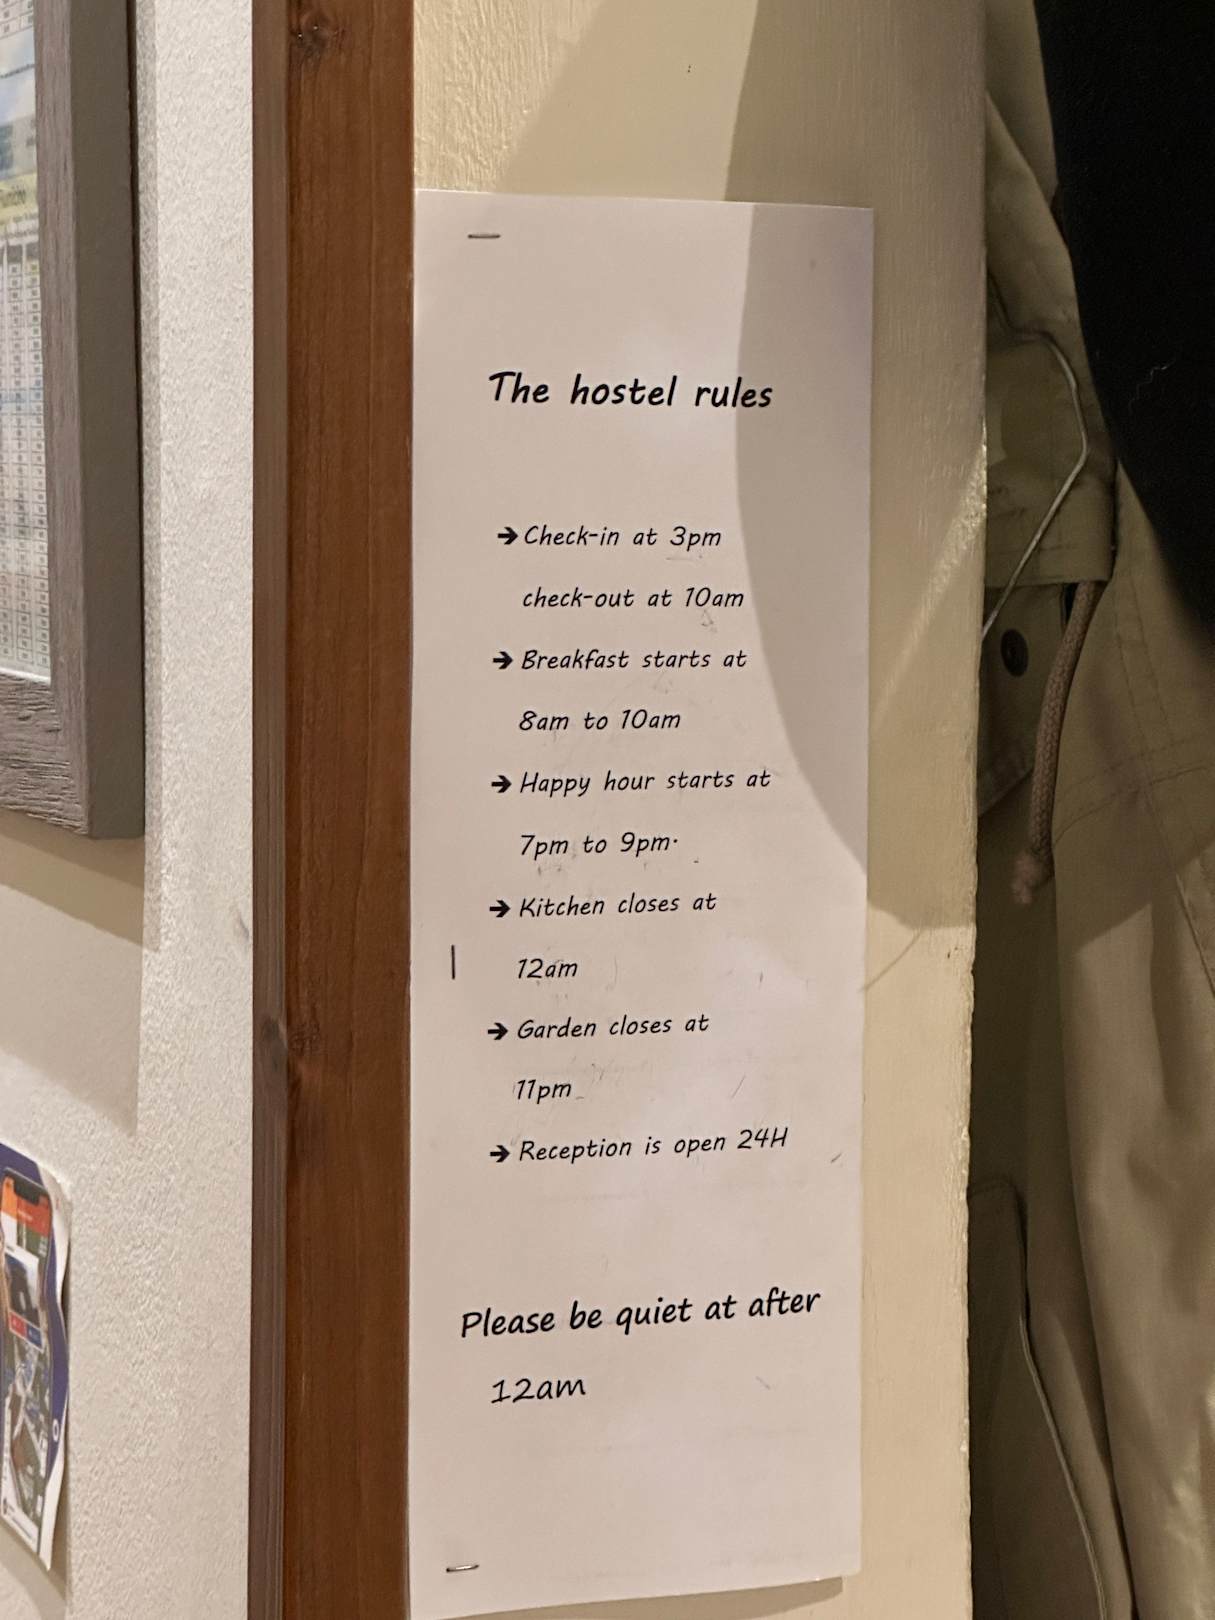 The hostel rules
➔ Check-in at 3pm
check-out at 10am
➔ Breakfast starts at
8am to 10am
➔ Happy hour starts at
7pm to 9pm.
➔ Kitchen closes at
12am
➔ Garden closes at
11pm
➔ Reception is open 24H
Please be quiet at after
12am